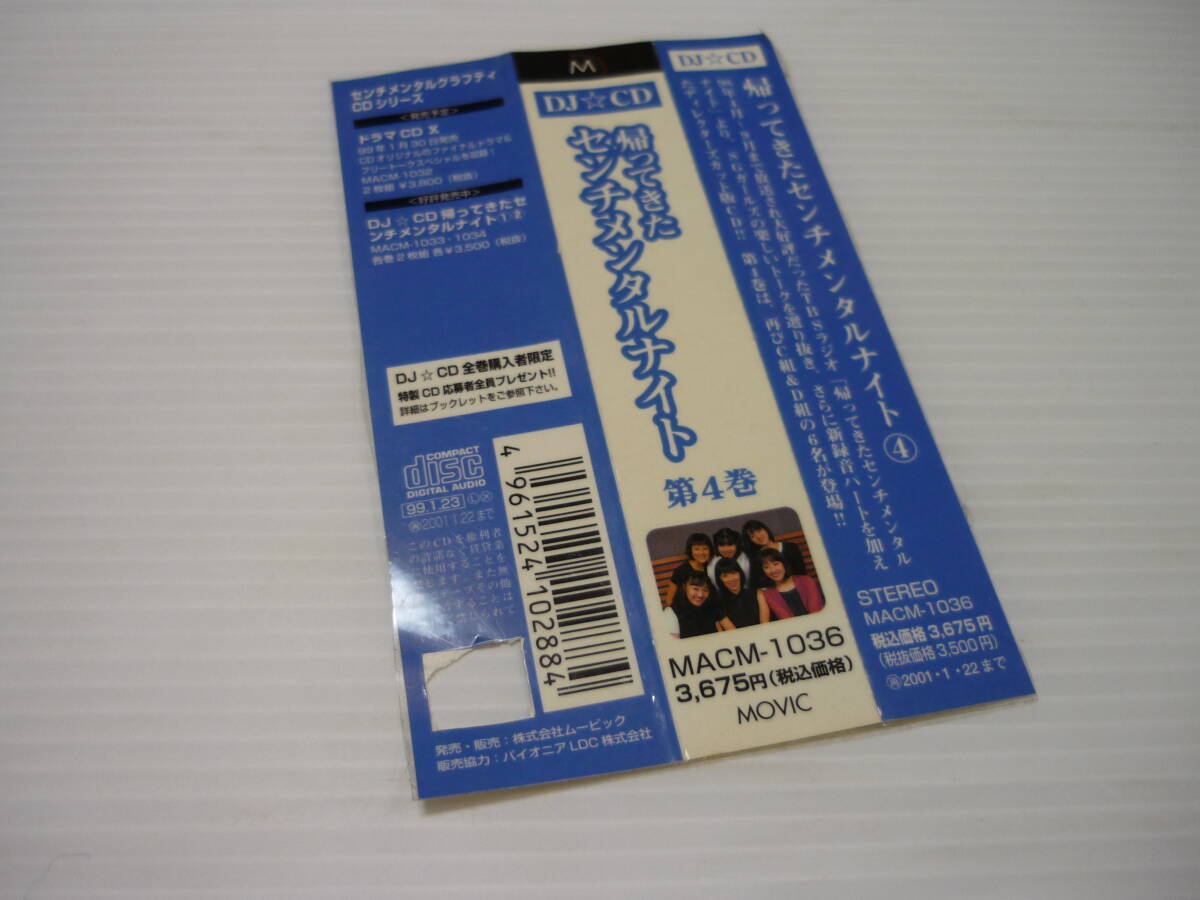 センチメンタルグラフティ
CDシリーズ
<発売予定>
ドラマCD X
99年1月30日発売
CDオリジナルのファイナルドラマ&
フリートークスペシャルを収録!
MACM-1032
2枚組 ¥3,800(税抜)
<好評発売中>
DJ☆CD 帰ってきたセ
ンチメンタルナイト①②
MACM-1033・1034
各巻2枚組 各¥3,500(税抜)
DJ☆CD 全巻購入者限定
特製CD応募者全員プレゼント!!
詳細はブックレットをご参照下さい。
COMPACT
disc
DIGITAL AUDIO
99.1.23
2001.1.22まで
4961524102884
発売・販売:株式会社ムービック
販売協力:パイオニアLDC株式会社
M
DJ☆CD
帰ってきた
センチメンタルナイト
第4巻
MACM-1036
3,675円(税込価格)
MOVIC
DJ☆CD
帰ってきたセンチメンタルナイト④
98年4月〜9月まで放送され大好評だったTBSラジオ「帰ってきたセンチメンタル
ナイト」より、SGガールズの楽しいトークを選り抜き、さらに新録音パートを加え
たディレクターズカット版CD!! 第4巻は、再びC組&D組の6名が登場!!
STEREO
MACM-1036
税込価格3,675円
(税抜価格3,500円)
2001・1・22まで